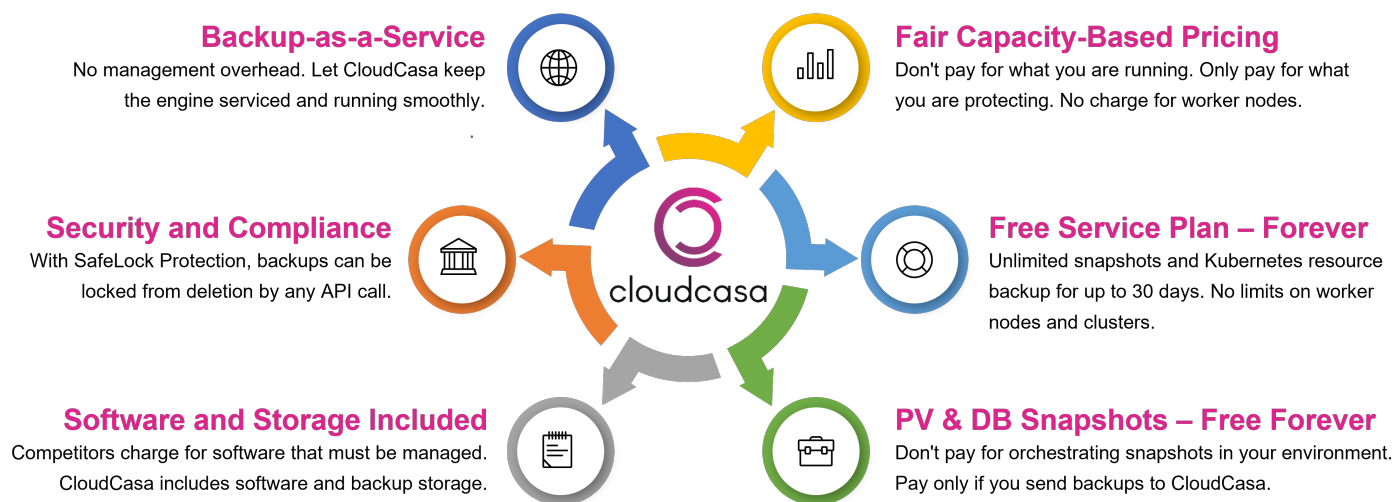 Backup-as-a-Service
No management overhead. Let CloudCasa keep
the engine serviced and running smoothly.
.
Fair Capacity-Based Pricing
Don't pay for what you are running. Only pay for what
you are protecting. No charge for worker nodes.
Security and Compliance
With SafeLock Protection, backups can be
locked from deletion by any API call.
cloudcasa
Free Service Plan – Forever
Unlimited snapshots and Kubernetes resource
backup for up to 30 days. No limits on worker
nodes and clusters.
Software and Storage Included
Competitors charge for software that must be managed.
CloudCasa includes software and backup storage.
PV & DB Snapshots – Free Forever
Don't pay for orchestrating snapshots in your environment.
Pay only if you send backups to CloudCasa.